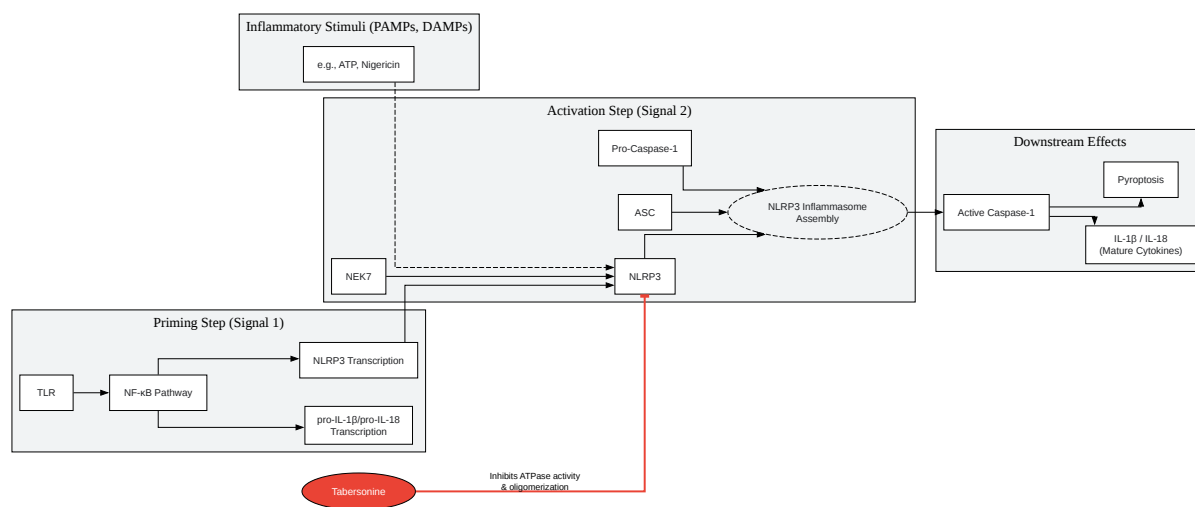 Inflammatory Stimuli (PAMPs, DAMPs)
e.g., ATP, Nigericin
Activation Step (Signal 2)
Pro-Caspase-1
ASC
NLRP3 Inflammasome
Assembly
NEK7
NLRP3
Downstream Effects
Pyroptosis
Active Caspase-1
IL-1β / IL-18
(Mature Cytokines)
Priming Step (Signal 1)
NLRP3 Transcription
TLR
NF-κB Pathway
pro-IL-1β/pro-IL-18
Transcription
Tabersonine
Inhibits ATPase activity
& oligomerization